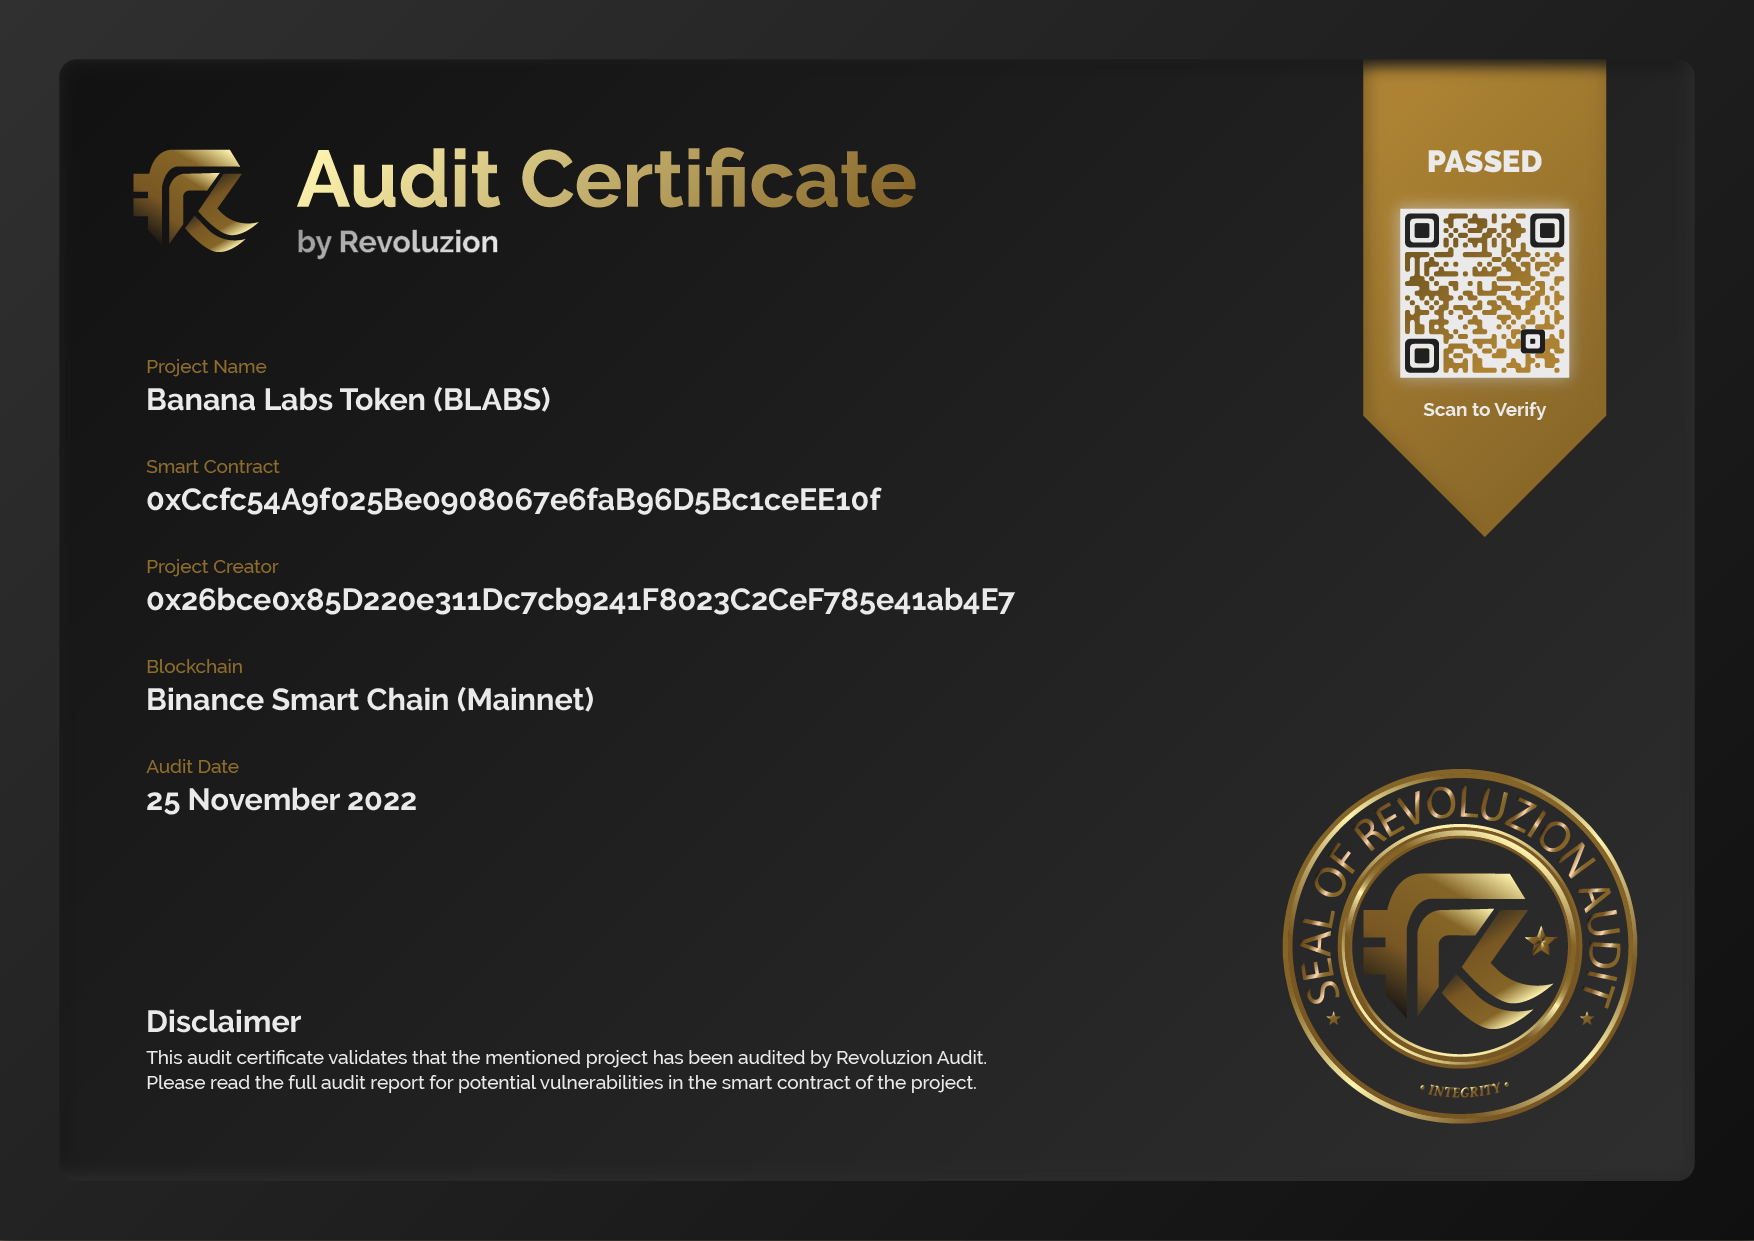 Audit Certificate
by Revoluzion
PASSED
Scan to Verify
Project Name
Banana Labs Token (BLABS)
Smart Contract
0xCcfc54A9f025Be0908067e6faB96D5Bc1ceEE10f
Project Creator
0x26bce0x85D220e311Dc7cb9241F8023C2CeF785e41ab4E7
Blockchain
Binance Smart Chain (Mainnet)
Audit Date
25 November 2022
Disclaimer
This audit certificate validates that the mentioned project has been audited by Revoluzion Audit.
Please read the full audit report for potential vulnerabilities in the smart contract of the project.
SEAL OF REVOLUZION AUDIT
• INTEGRITY •